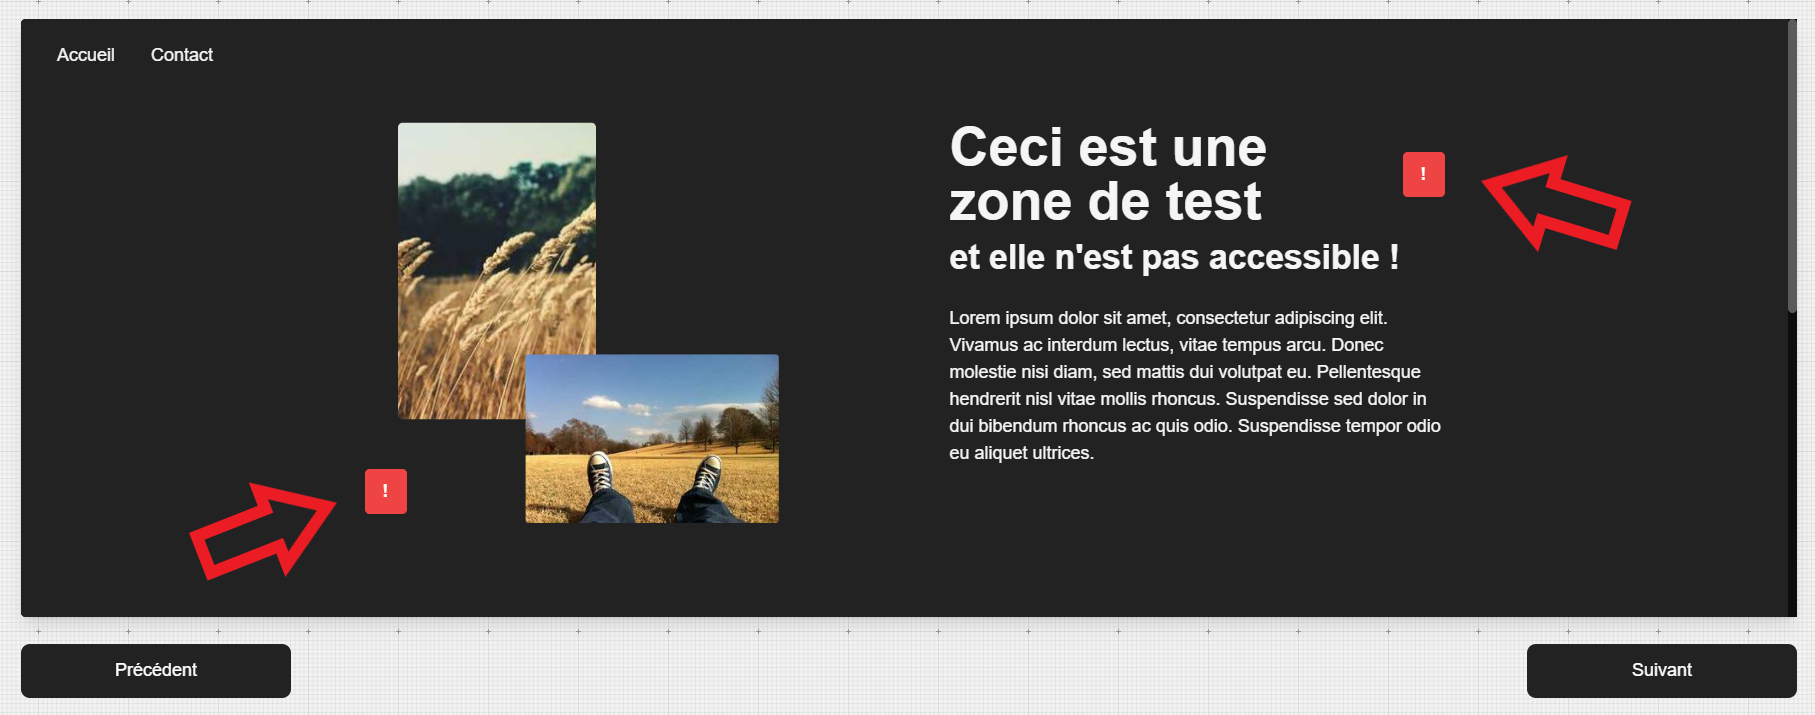 Accueil Contact
Ceci est une
zone de test
!
et elle n'est pas accessible !
Lorem ipsum dolor sit amet, consectetur adipiscing elit.
Vivamus ac interdum lectus, vitae tempus arcu. Donec
molestie nisi diam, sed mattis dui volutpat eu. Pellentesque
hendrerit nisl vitae mollis rhoncus. Suspendisse sed dolor in
dui bibendum rhoncus ac quis odio. Suspendisse tempor odio
eu aliquet ultrices.
!
Précédent
Suivant